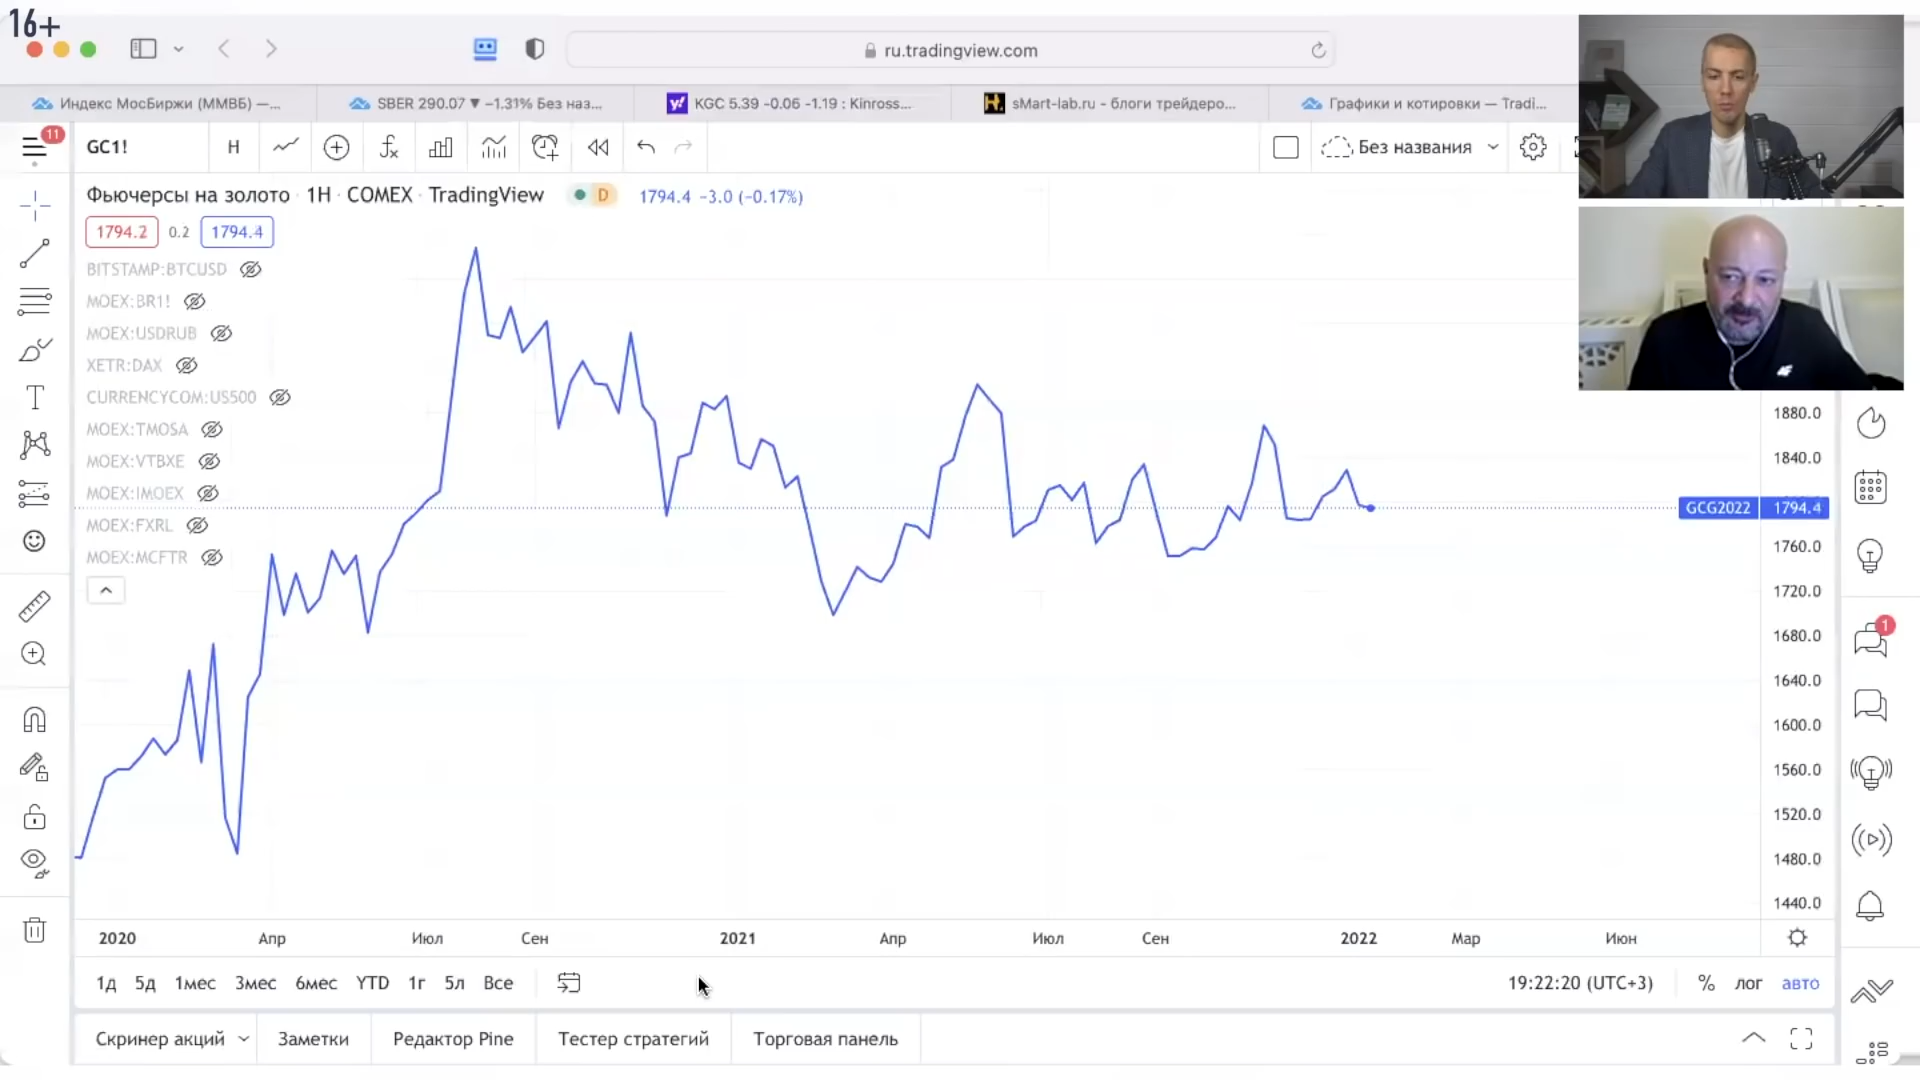 16+
ru.tradingview.com
Индекс МосБиржи (ММВБ) —...
SBER 290.07 ▼ −1.31% Без наз...
KGC 5.39 -0.06 -1.19 : Kinross...
sMart-lab.ru - блоги трейдеро...
Графики и котировки — Tradi...
11
GC1!
Н
Без названия
Фьючерсы на золото · 1Н · COMEX · TradingView
D
1794.4 −3.0 (−0.17%)
1794.2
0.2
1794.4
BITSTAMP:BTCUSD
MOEX:BR1!
MOEX:USDRUB
XETR:DAX
CURRENCYCOM:US500
MOEX:TMOSA
MOEX:VTBXE
MOEX:IMOEX
MOEX:FXRL
MOEX:MCFTR
1880.0
1840.0
GCG2022
1794.4
1760.0
1720.0
1680.0
1640.0
1600.0
1560.0
1520.0
1480.0
1440.0
1
2020
Апр
Июл
Сен
2021
Апр
Июл
Сен
2022
Мар
Июн
1д
5д
1мес
3мес
6мес
YTD
1г
5л
Все
19:22:20 (UTC+3)
%
лог
авто
Скринер акций
Заметки
Редактор Pine
Тестер стратегий
Торговая панель